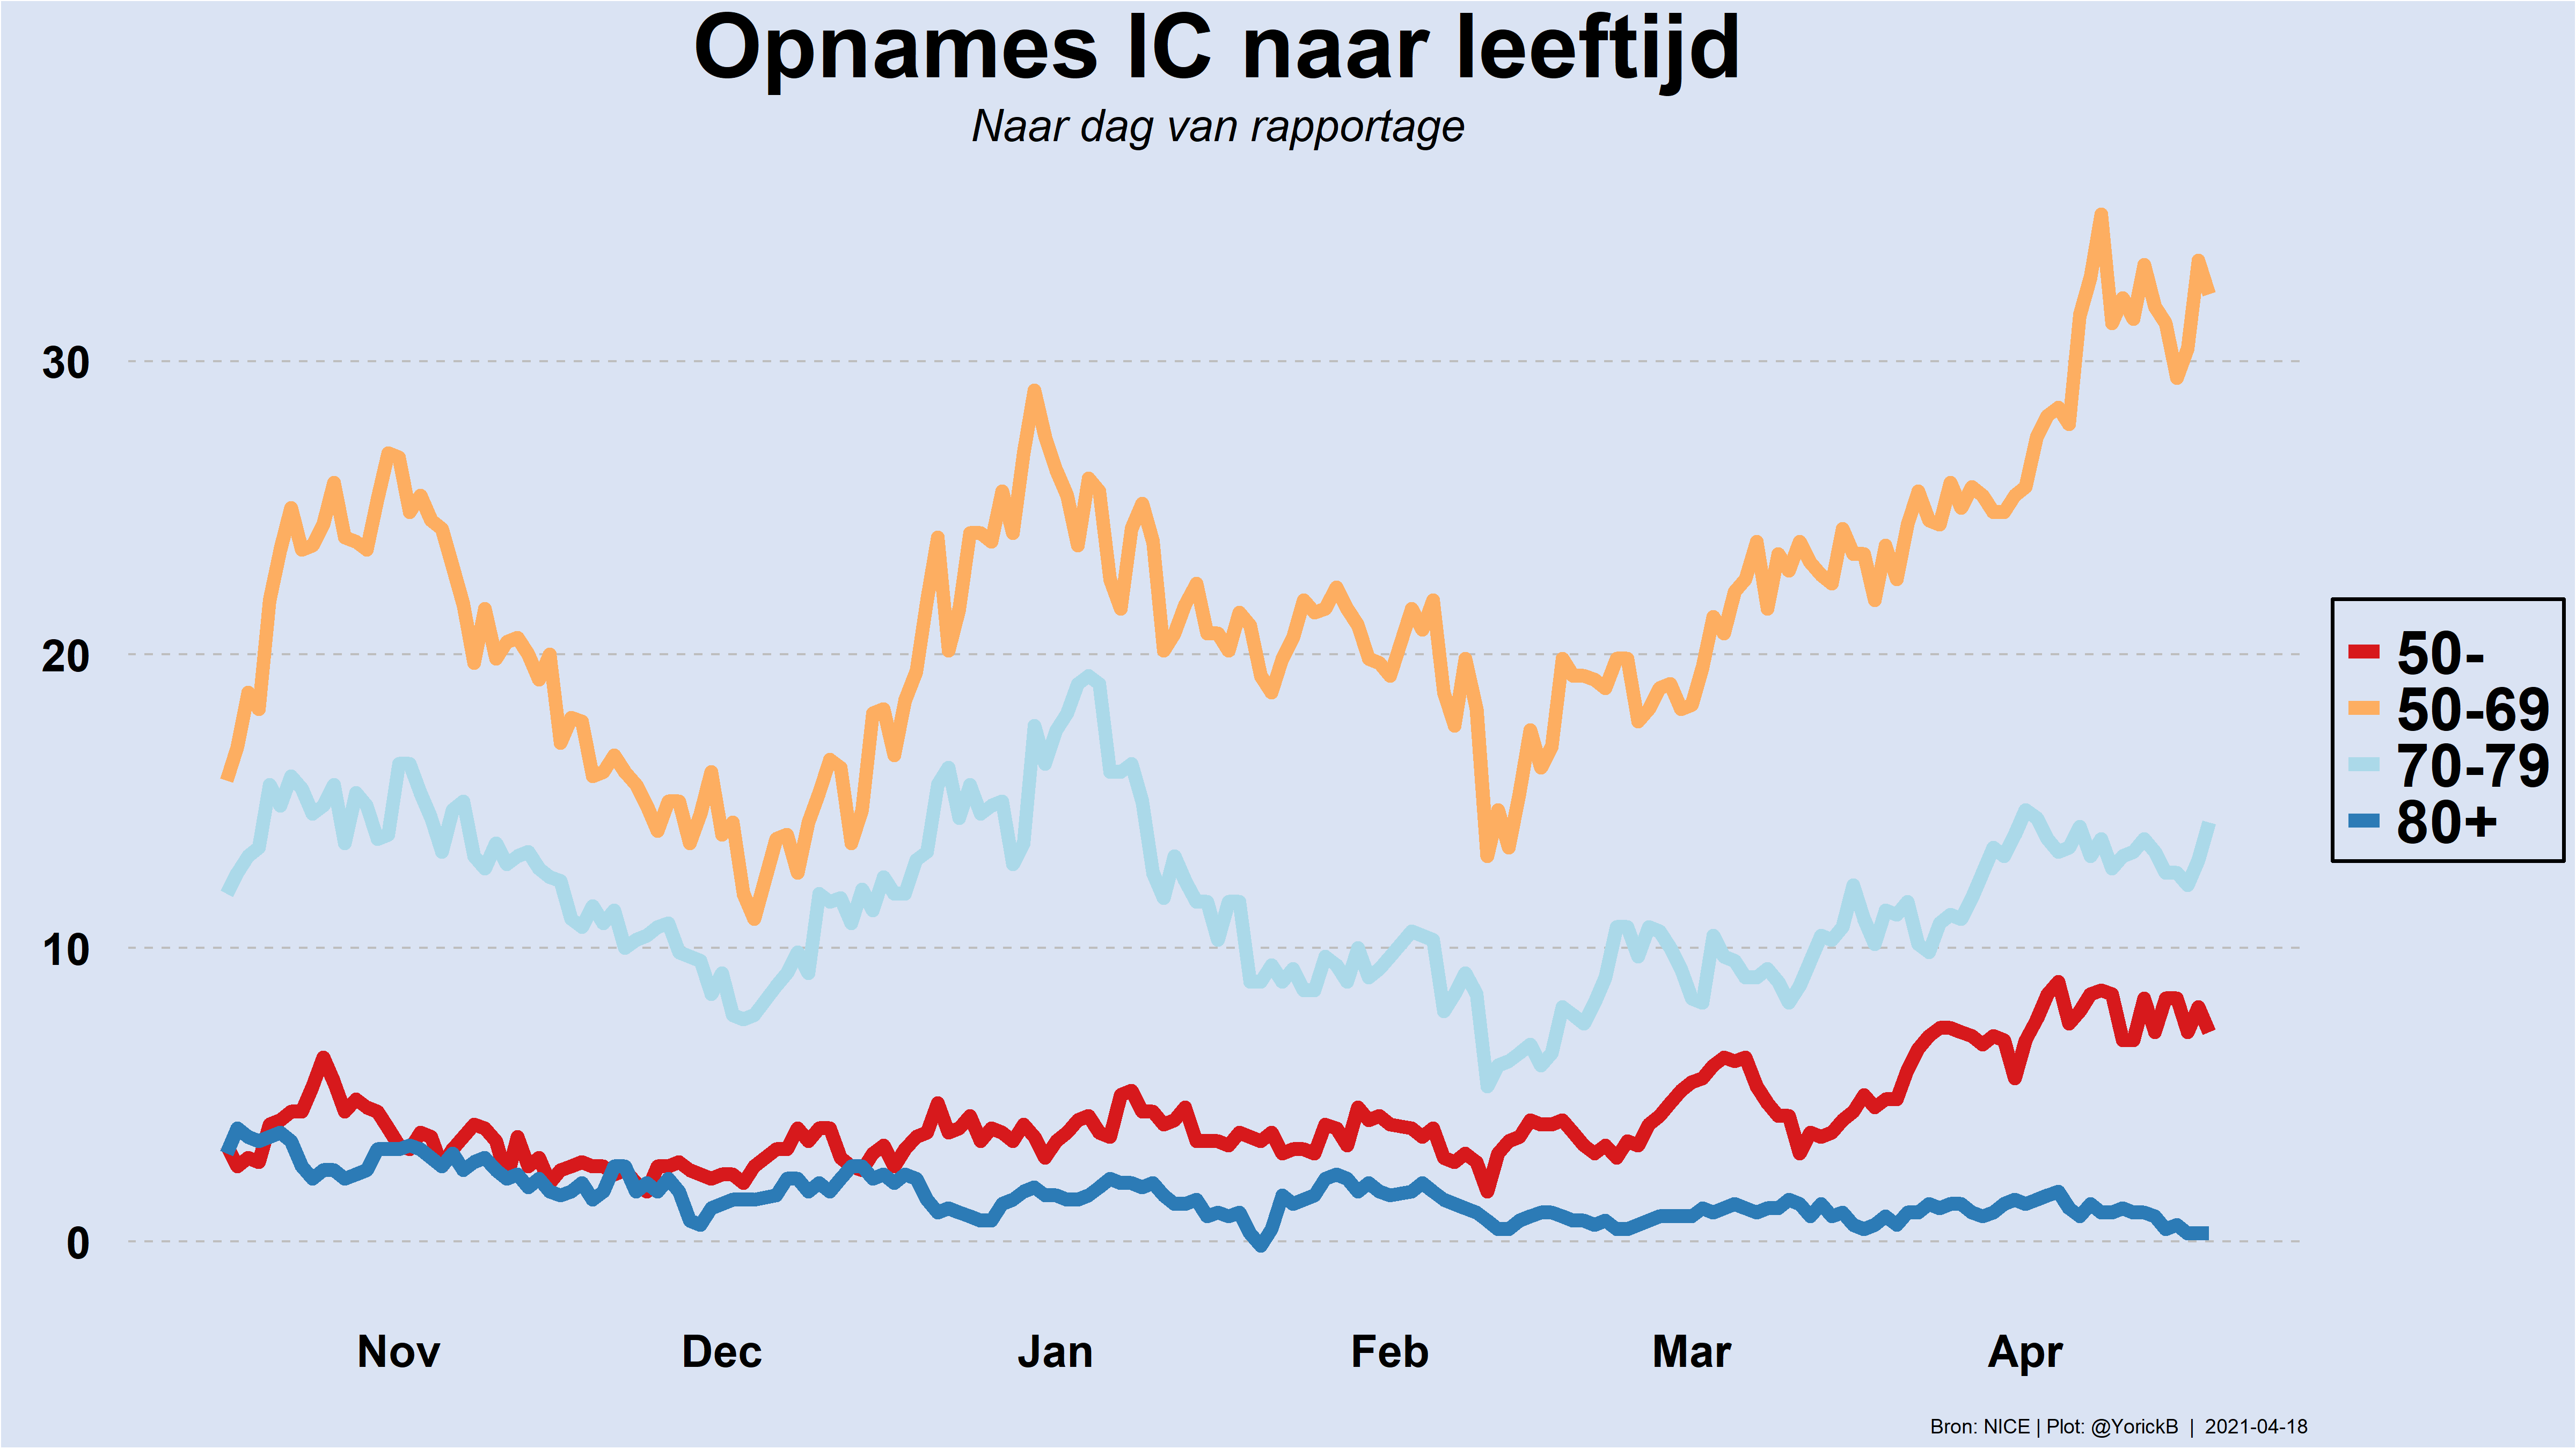 Opnames IC naar leeftijd
Naar dag van rapportage
30
20
10
0
50-
50-69
70-79
80+
Nov Dec Jan Feb Mar Apr
Bron: NICE | Plot: @YorickB | 2021-04-18